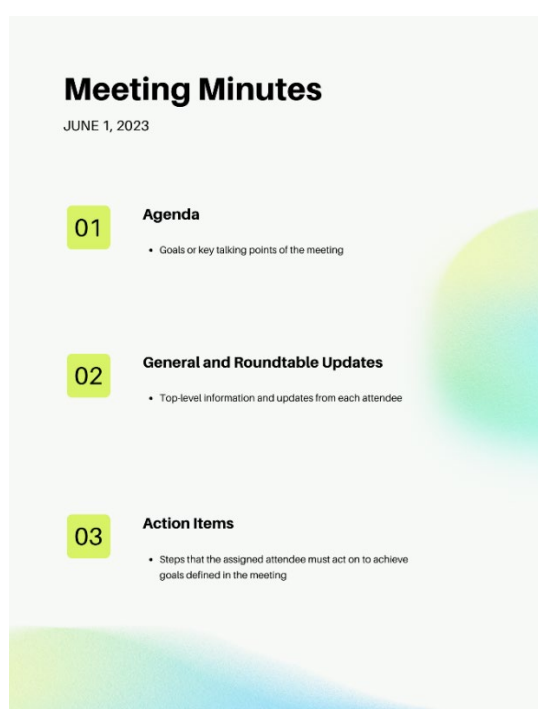 Meeting Minutes
JUNE 1, 2023
01
Agenda
• Goals or key talking points of the meeting
02
General and Roundtable Updates
• Top-level information and updates from each attendee
03
Action Items
• Steps that the assigned attendee must act on to achieve
goals defined in the meeting